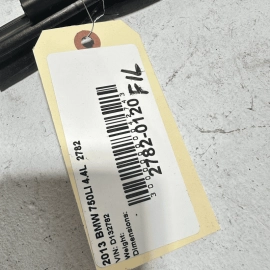 F/L
2782-0120
2013 BMW 750LI 4.4L 2782
VIN: D132782
Weight:
Dimensions: